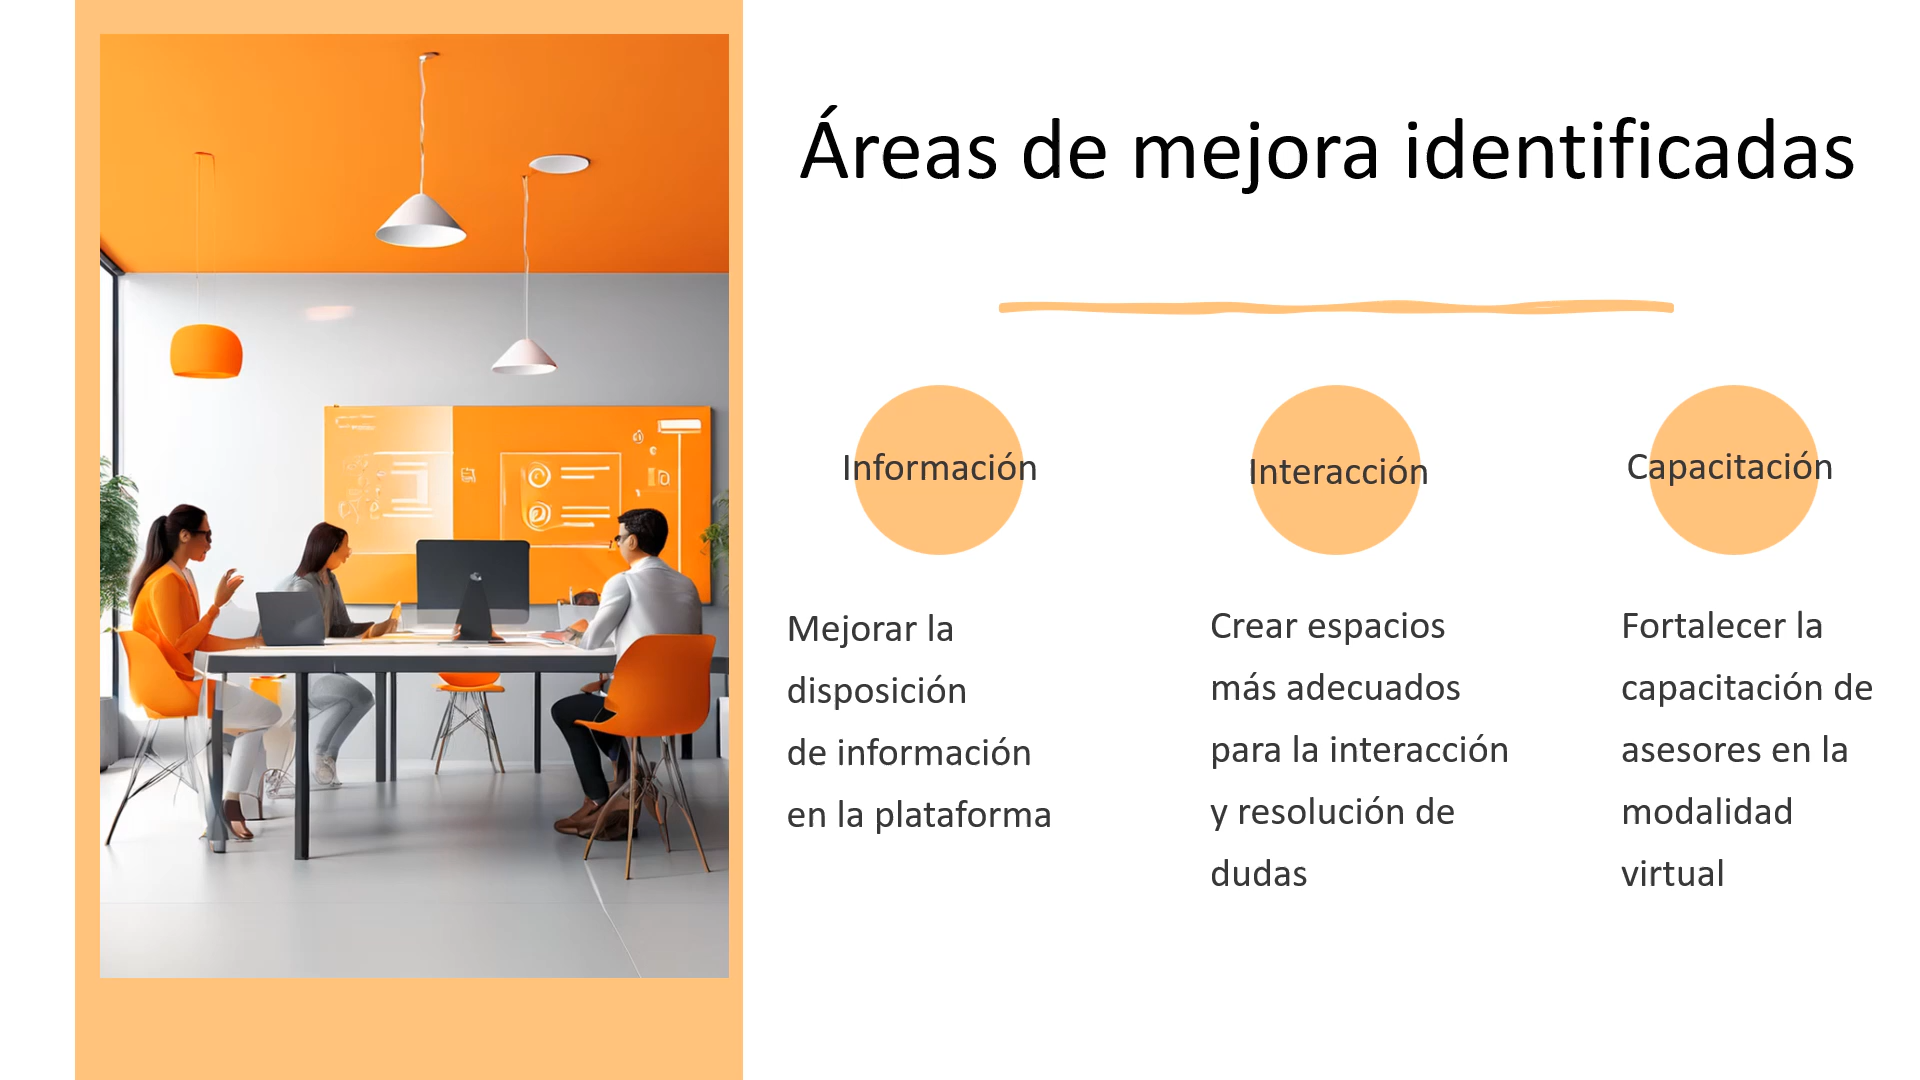 Áreas de mejora identificadas
Información
Mejorar la
disposición
de información
en la plataforma
Interacción
Crear espacios
más adecuados
para la interacción
y resolución de
dudas
Capacitación
Fortalecer la
capacitación de
asesores en la
modalidad
virtual